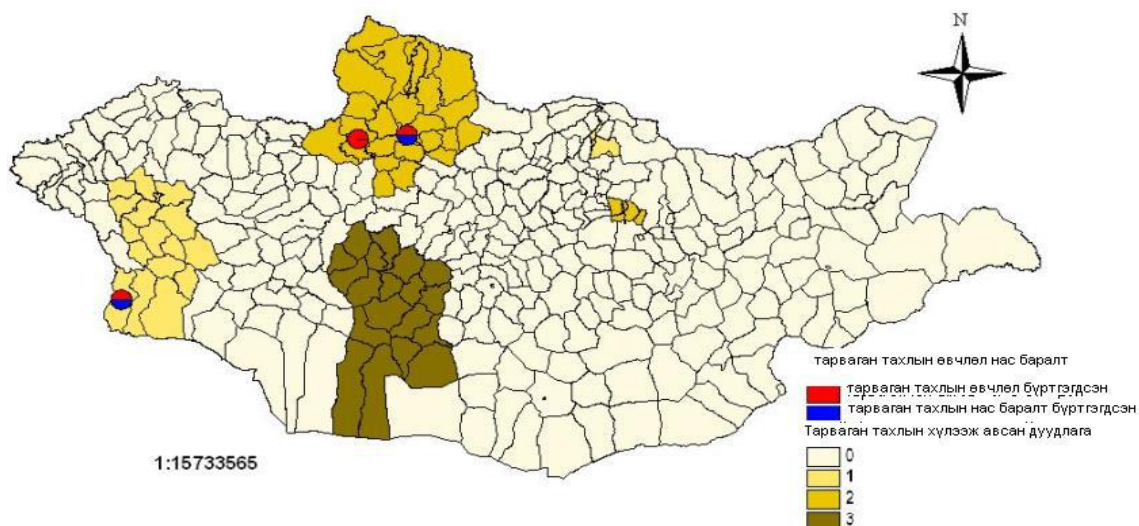 N
тарваган тахлын өвчлөл нас баралт
тарваган тахлын өвчлөл бүртгэгдсэн
тарваган тахлын нас баралт бүртгэгдсэн
Тарваган тахлын хүлээж авсан дуудлага
0
1
2
3
1:15733565